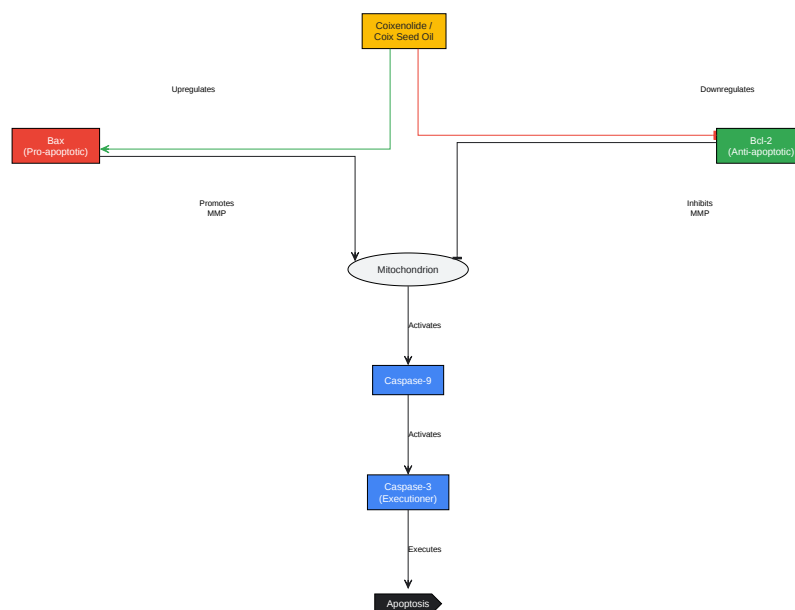 Coixenolide /
Coix Seed Oil
Upregulates
Downregulates
Bax
(Pro-apoptotic)
Bcl-2
(Anti-apoptotic)
Promotes
MMP
Inhibits
MMP
Mitochondrion
Activates
Caspase-9
Activates
Caspase-3
(Executioner)
Executes
Apoptosis